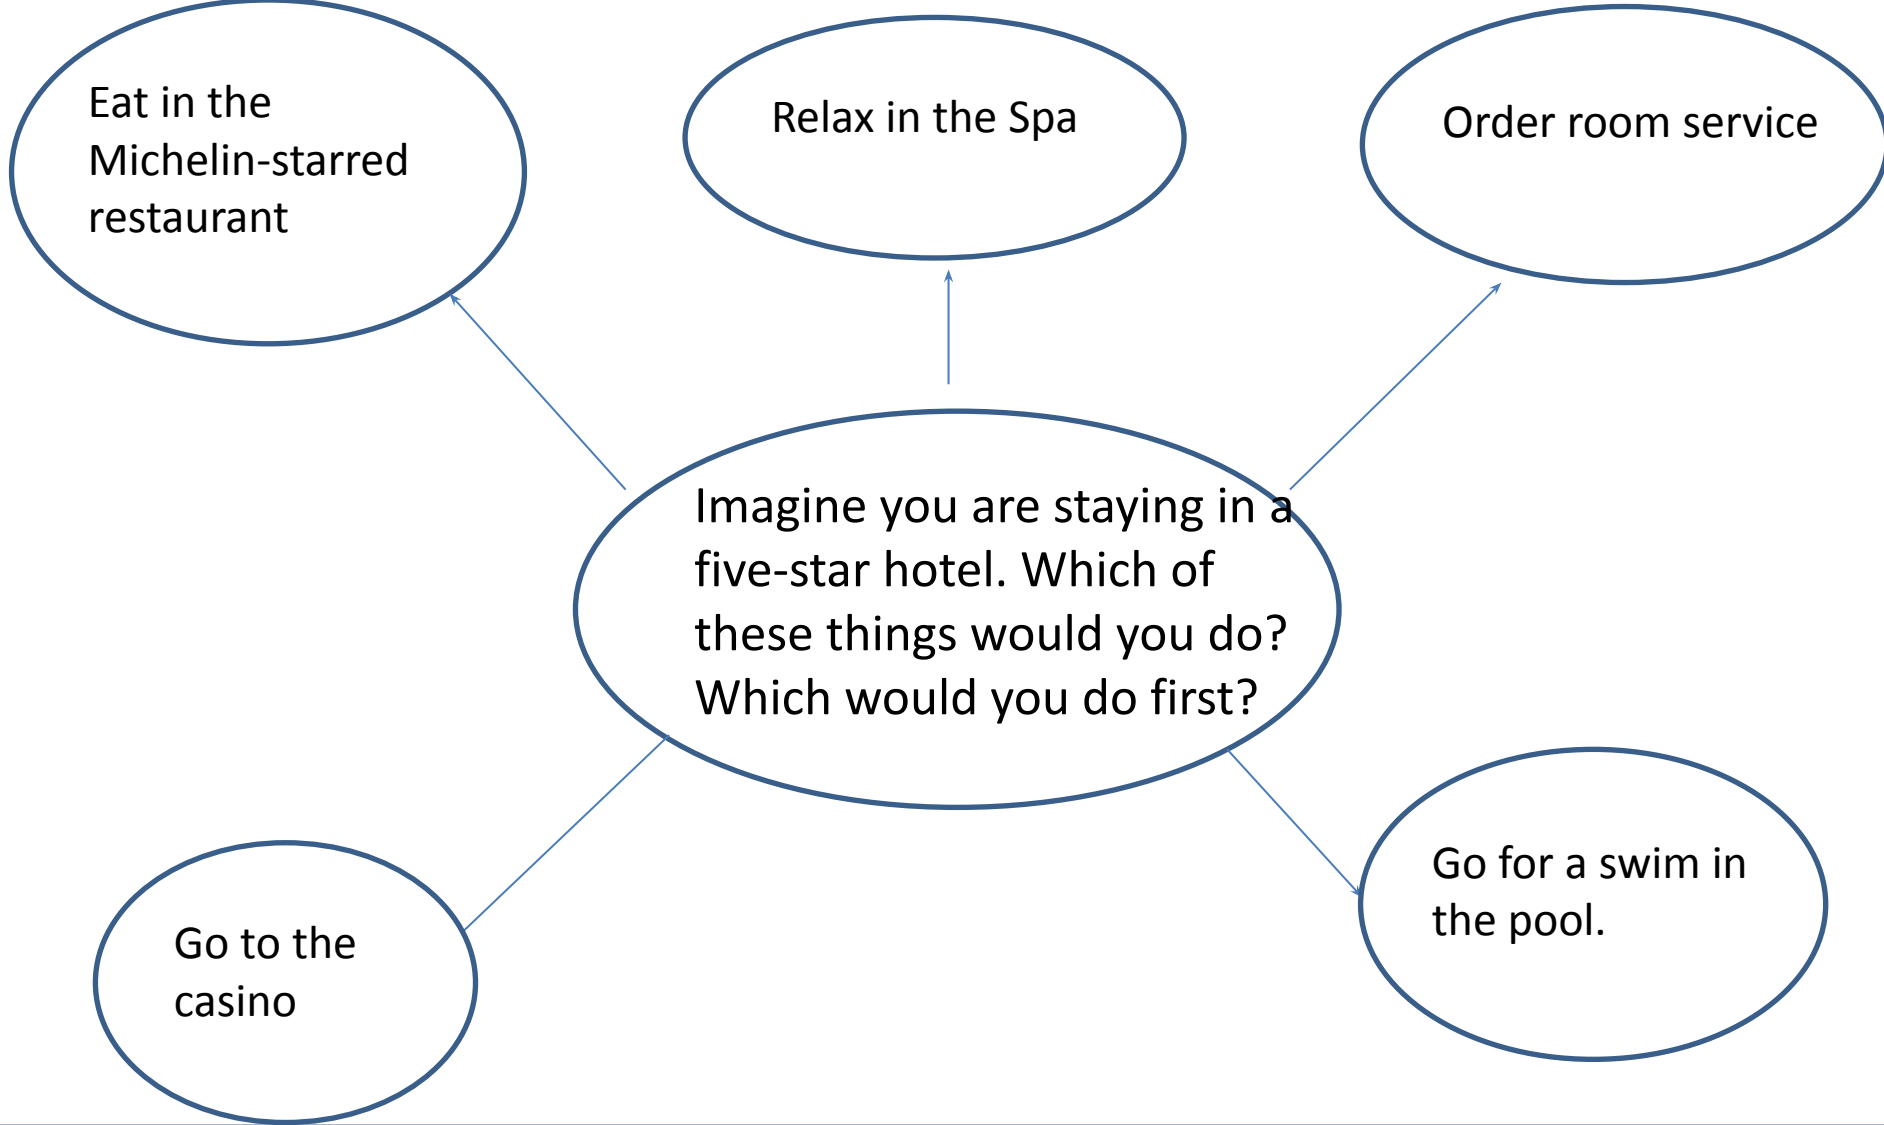 Eat in the
Michelin-starred
restaurant
Relax in the Spa
Order room service
Imagine you are staying in a
five-star hotel. Which of
these things would you do?
Which would you do first?
Go to the
casino
Go for a swim in
the pool.